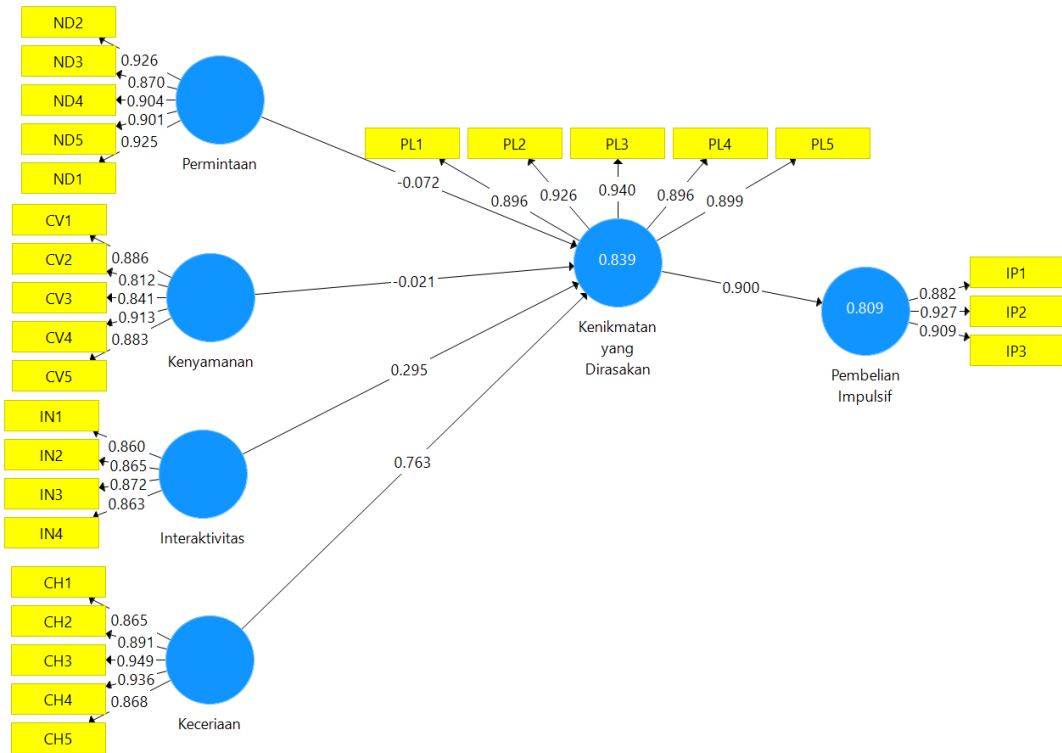 ND2
ND3
ND4
ND5
ND1
0.926
0.870
0.904
0.901
0.925
Permintaan
CV1
CV2
CV3
CV4
CV5
0.886
0.812
0.841
0.913
0.883
Kenyamanan
IN1
IN2
IN3
IN4
0.860
0.865
0.872
0.863
Interaktivitas
CH1
CH2
CH3
CH4
CH5
0.865
0.891
0.949
0.936
0.868
Keceriaan
-0.072
-0.021
0.295
0.763
PL1
PL2
PL3
PL4
PL5
0.896
0.926
0.940
0.896
0.899
0.839
Kenikmatan
yang
Dirasakan
0.900
0.809
Pembelian
Impulsif
0.882
0.927
0.909
IP1
IP2
IP3